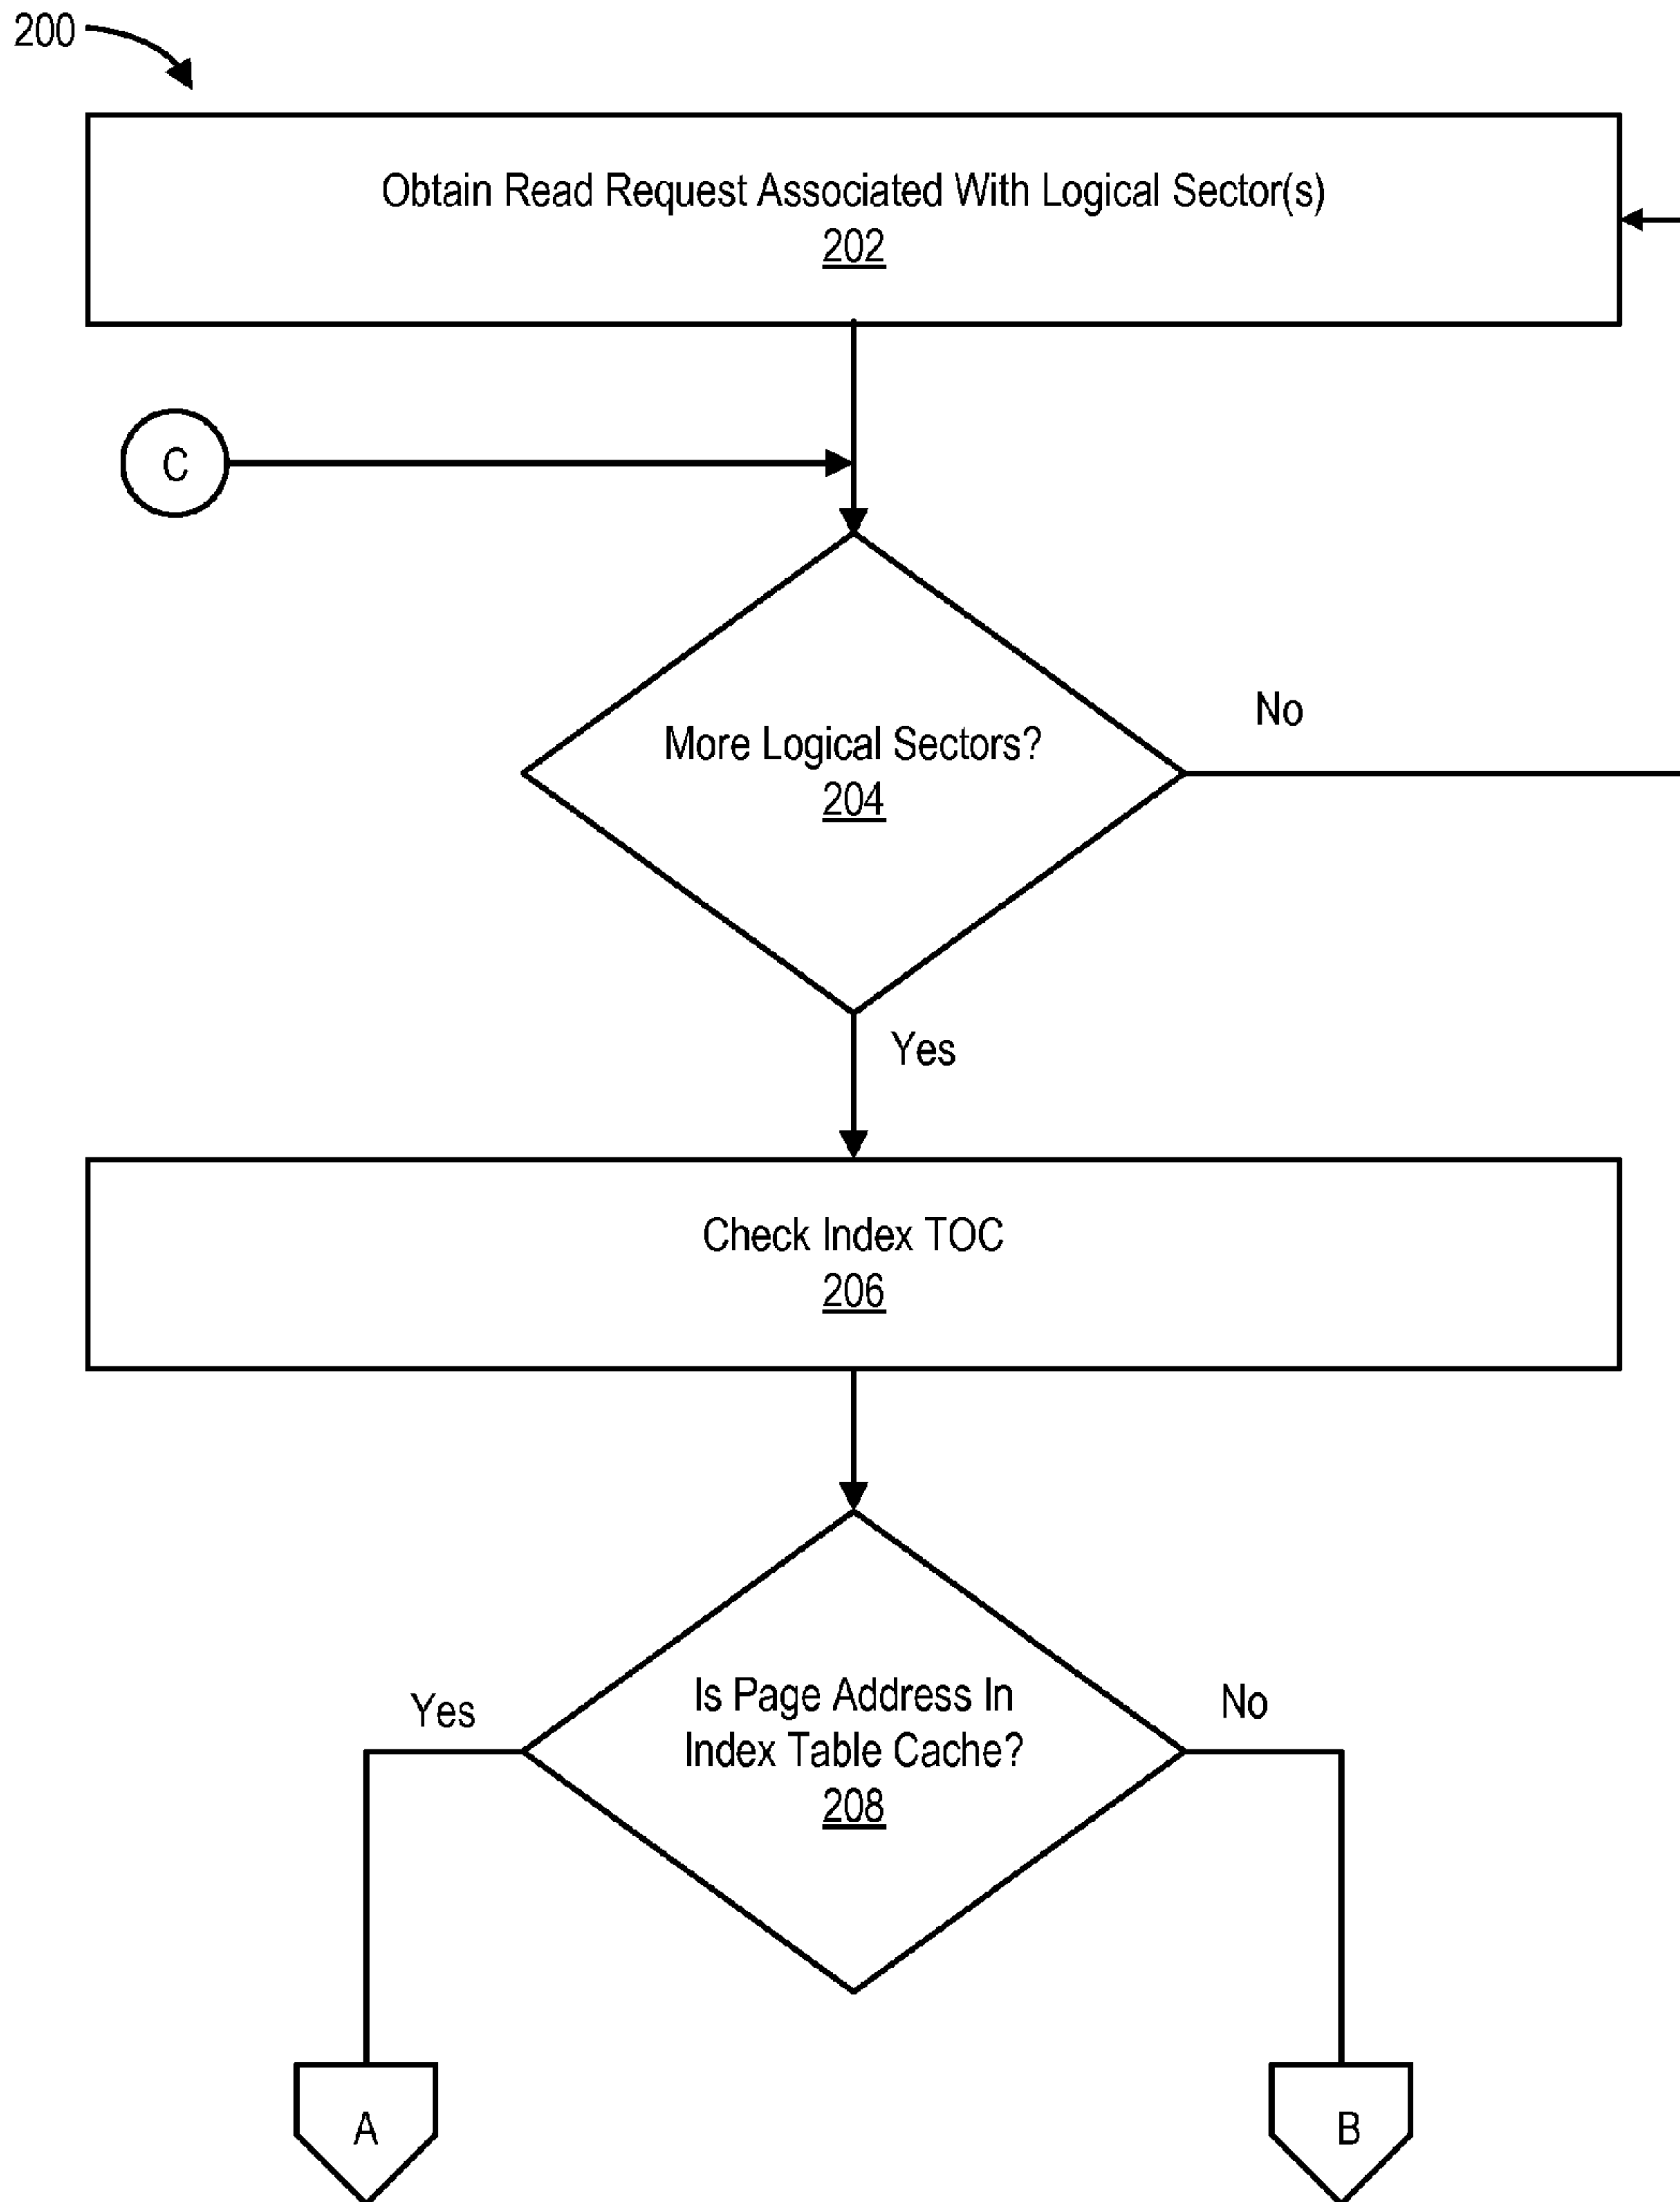 200
Obtain Read Request Associated With Logical Sector(s)
202
C
More Logical Sectors?
204
No
Yes
Check Index TOC
206
Is Page Address In
Index Table Cache?
208
Yes
No
A
B